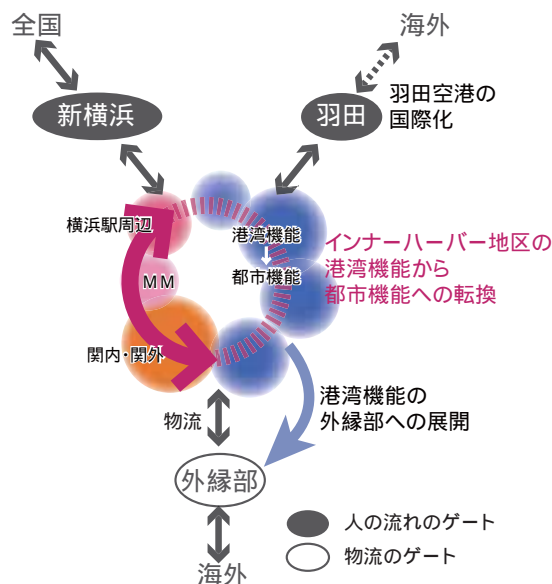 全国
海外
新横浜
羽田
羽田空港の
国際化
横浜駅周辺
港湾機能
↓
都市機能
インナーハーバー地区の
港湾機能から
都市機能への転換
MM
関内・関外
物流
港湾機能の
外縁部への展開
外縁部
人の流れのゲート
物流のゲート
海外